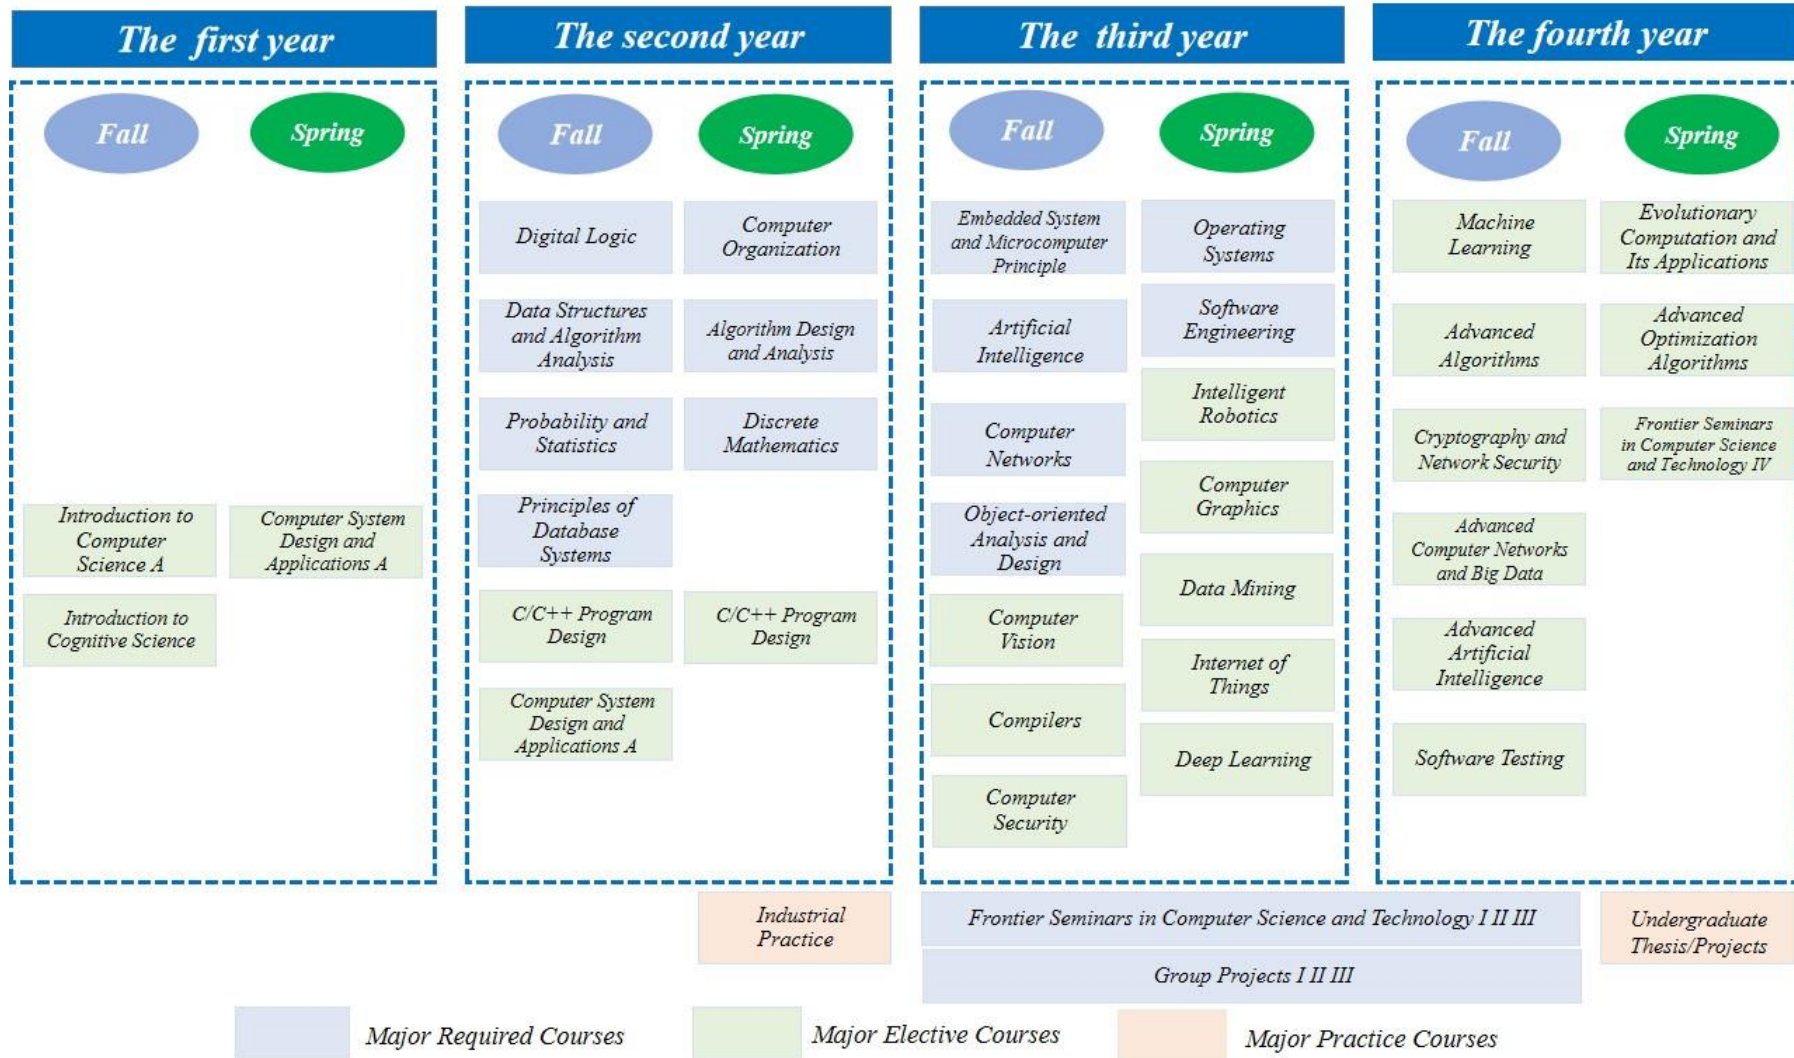 The first year
Fall
Spring
Introduction to
Computer
Science A
Introduction to
Cognitive Science
Computer System
Design and
Applications A
The second year
Fall
Spring
Digital Logic
Data Structures
and Algorithm
Analysis
Probability and
Statistics
Principles of
Database
Systems
C/C++ Program
Design
Computer System
Design and
Applications A
Computer
Organization
Algorithm Design
and Analysis
Discrete
Mathematics
C/C++ Program
Design
The third year
Fall
Spring
Embedded System
and Microcomputer
Principle
Artificial
Intelligence
Computer
Networks
Object-oriented
Analysis and
Design
Computer
Vision
Compilers
Computer
Security
Operating
Systems
Software
Engineering
Intelligent
Robotics
Computer
Graphics
Data Mining
Internet of
Things
Deep Learning
The fourth year
Fall
Spring
Machine
Learning
Advanced
Algorithms
Cryptography and
Network Security
Advanced
Computer Networks
and Big Data
Advanced
Artificial
Intelligence
Software Testing
Evolutionary
Computation and
Its Applications
Advanced
Optimization
Algorithms
Frontier Seminars
in Computer Science
and Technology IV
Industrial
Practice
Frontier Seminars in Computer Science and Technology I II III
Group Projects I II III
Undergraduate
Thesis/Projects
Major Required Courses
Major Elective Courses
Major Practice Courses